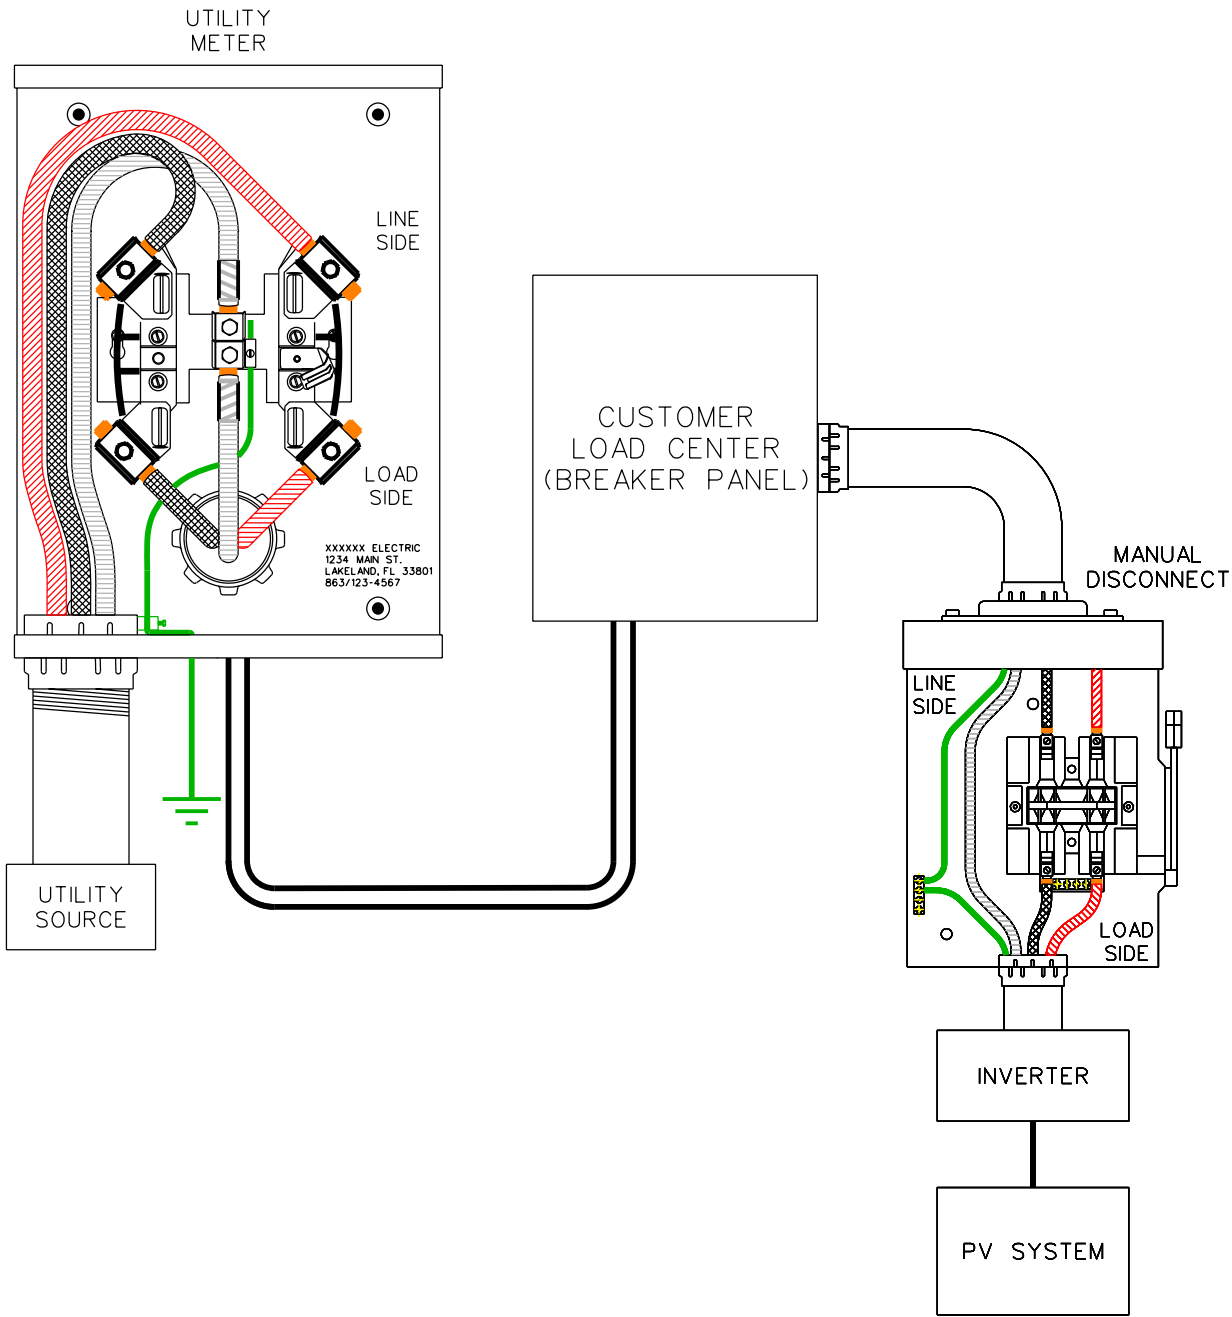 UTILITY
METER
LINE
SIDE
LOAD
SIDE
XXXXXX ELECTRIC
1234 MAIN ST.
LAKELAND, FL 33801
863/123-4567
UTILITY
SOURCE
CUSTOMER
LOAD CENTER
(BREAKER PANEL)
MANUAL
DISCONNECT
LINE
SIDE
LOAD
SIDE
INVERTER
PV SYSTEM